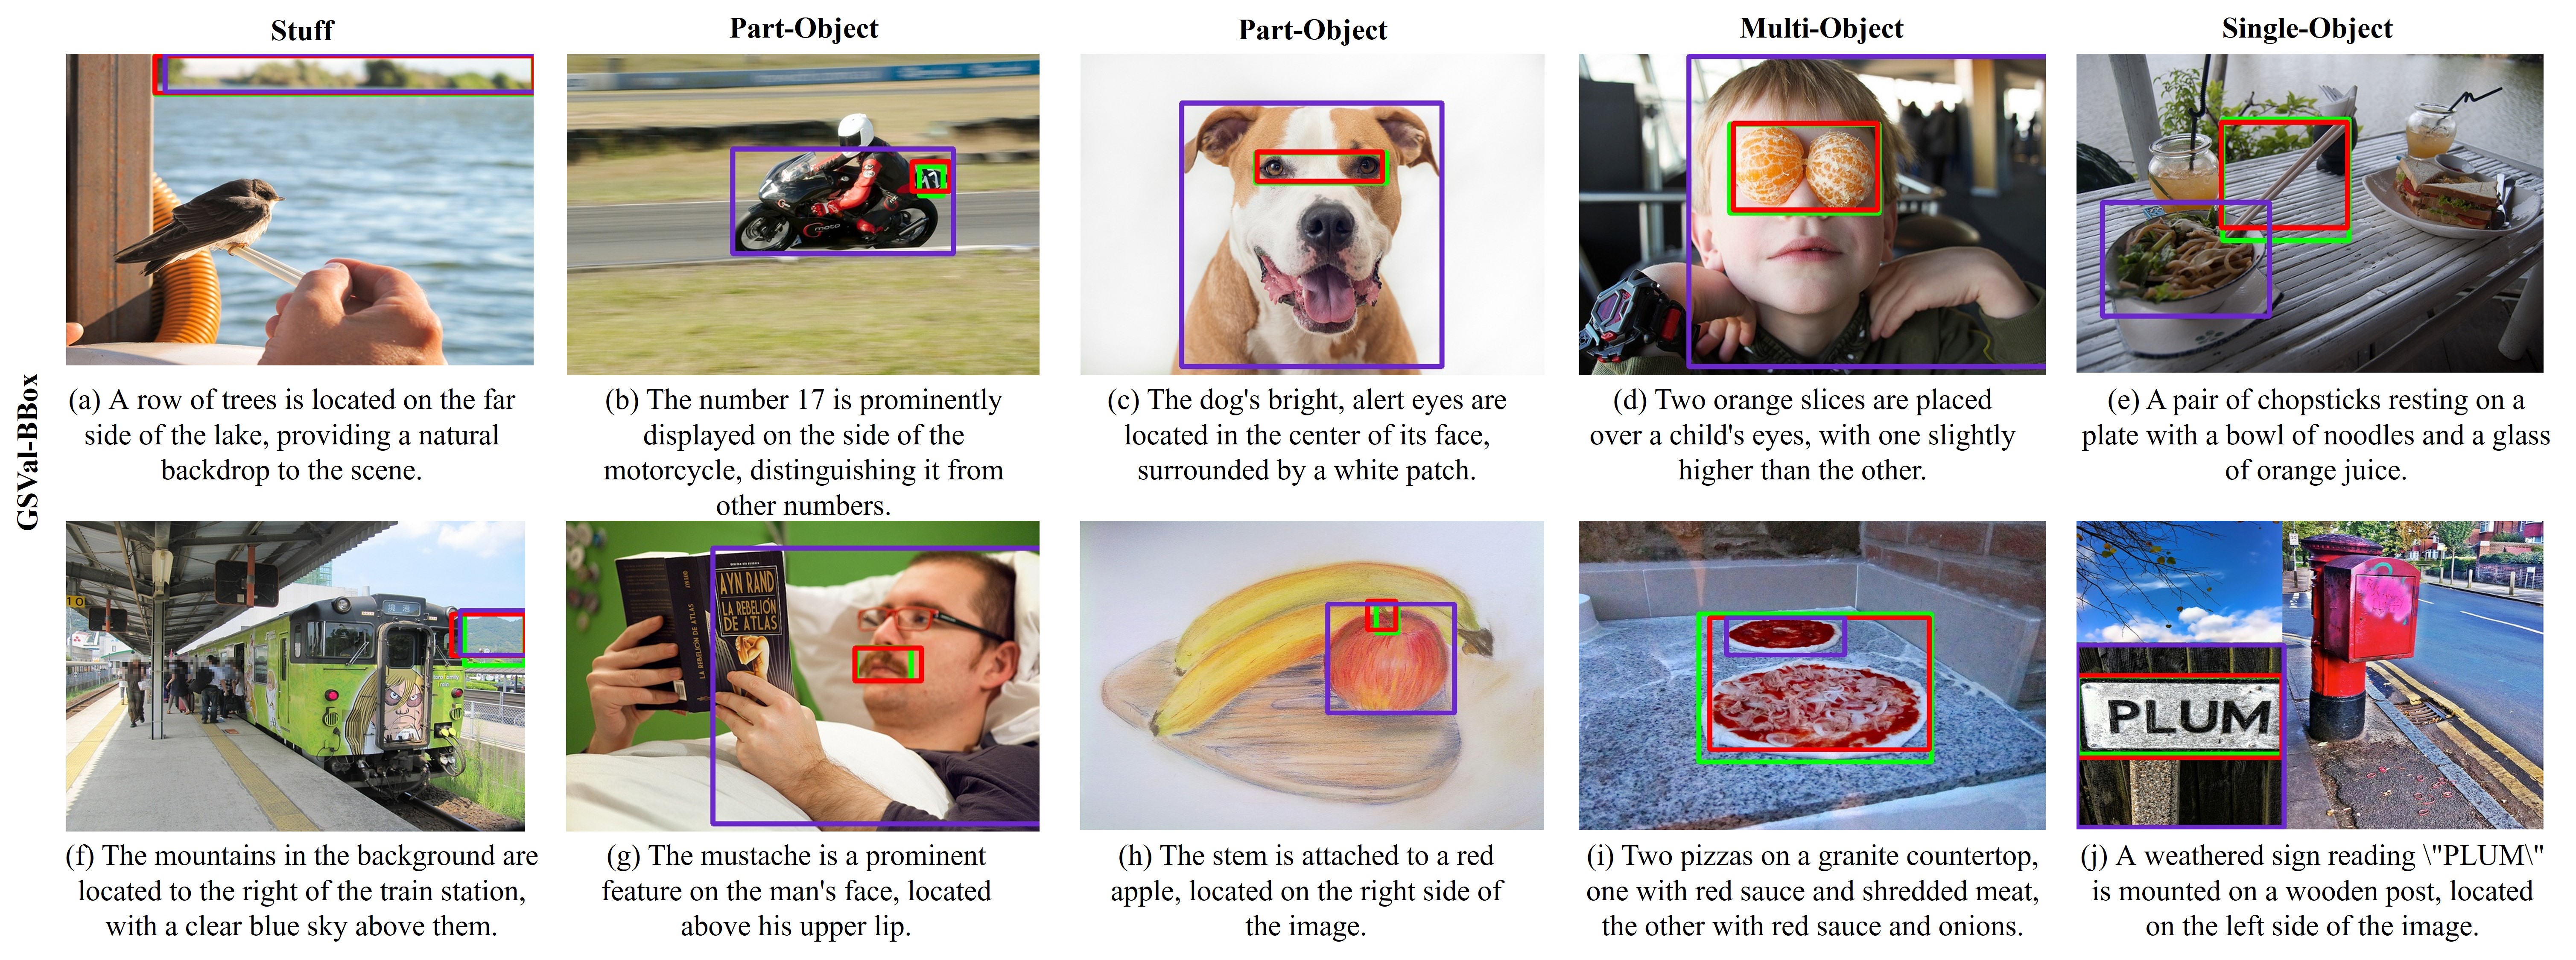 Stuff
Part-Object
Part-Object
Multi-Object
Single-Object
GSVal-BBox
17
moto
(a) A row of trees is located on the far
side of the lake, providing a natural
backdrop to the scene.
(b) The number 17 is prominently
displayed on the side of the
motorcycle, distinguishing it from
other numbers.
(c) The dog's bright, alert eyes are
located in the center of its face,
surrounded by a white patch.
(d) Two orange slices are placed
over a child's eyes, with one slightly
higher than the other.
(e) A pair of chopsticks resting on a
plate with a bowl of noodles and a glass
of orange juice.
10
AYN RAND
LA REBELIÓN
DE ATLAS
LA REBELIÓN DE ATLAS
PLUM
(f) The mountains in the background are
located to the right of the train station,
with a clear blue sky above them.
(g) The mustache is a prominent
feature on the man's face, located
above his upper lip.
(h) The stem is attached to a red
apple, located on the right side of
the image.
(i) Two pizzas on a granite countertop,
one with red sauce and shredded meat,
the other with red sauce and onions.
(j) A weathered sign reading \"PLUM\"
is mounted on a wooden post, located
on the left side of the image.